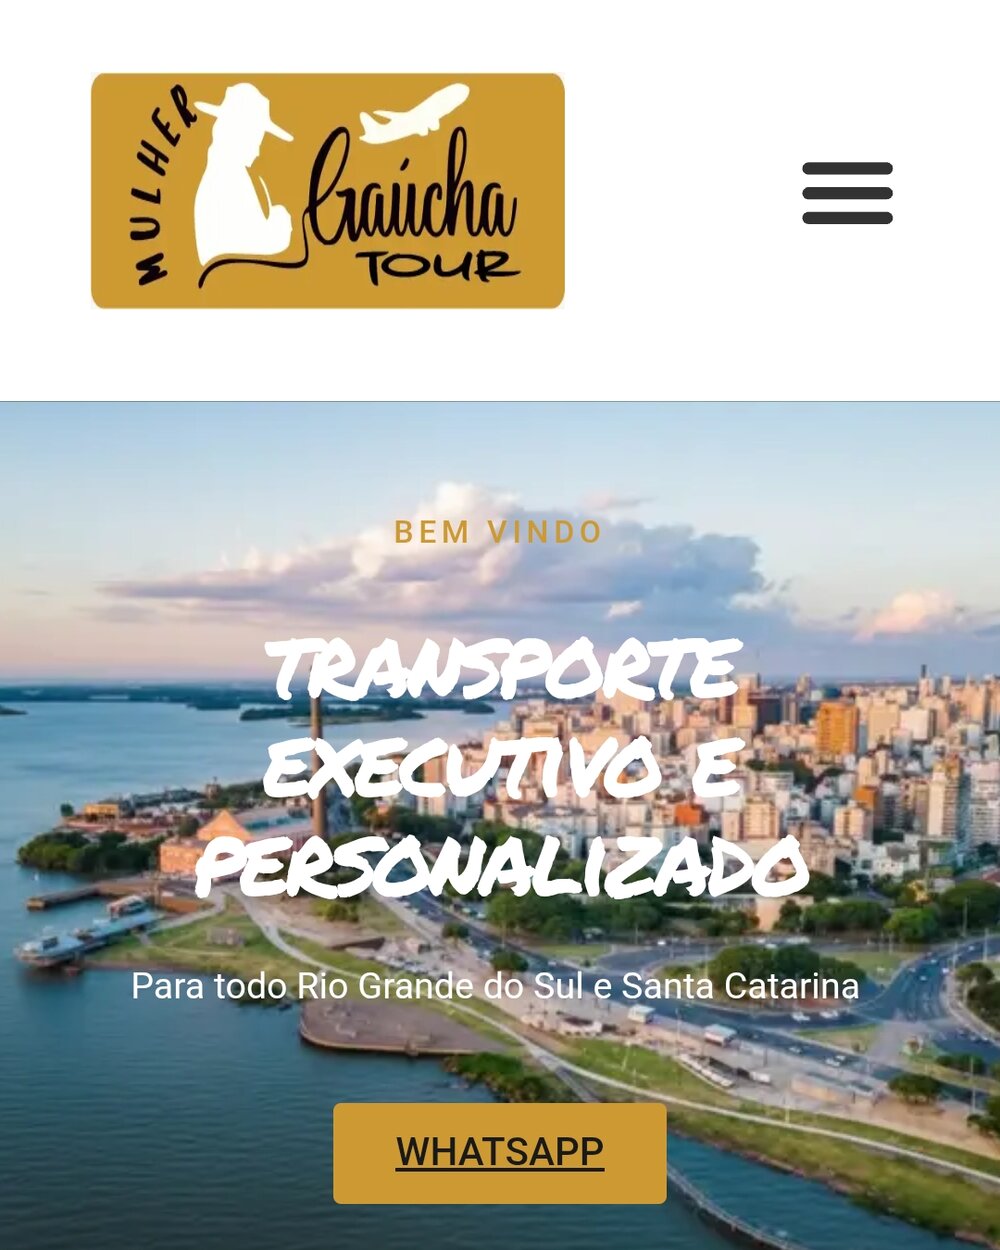 MULHER
Gaúcha
TOUR
BEM VINDO
TRANSPORTE
EXECUTIVO E
PERSONALIZADO
Para todo Rio Grande do Sul e Santa Catarina
WHATSAPP